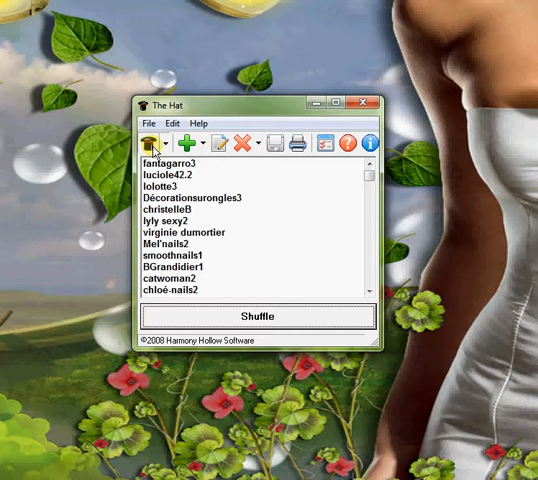 The Hat
File Edit Help
fantagarro3
luciole42.2
lolotte3
Décorationsurongles3
christelleB
lyly sexy2
virginie dumortier
Mel'nails2
smoothnails1
BGrandidier1
catwoman2
chloé-nails2
Shuffle
©2008 Harmony Hollow Software